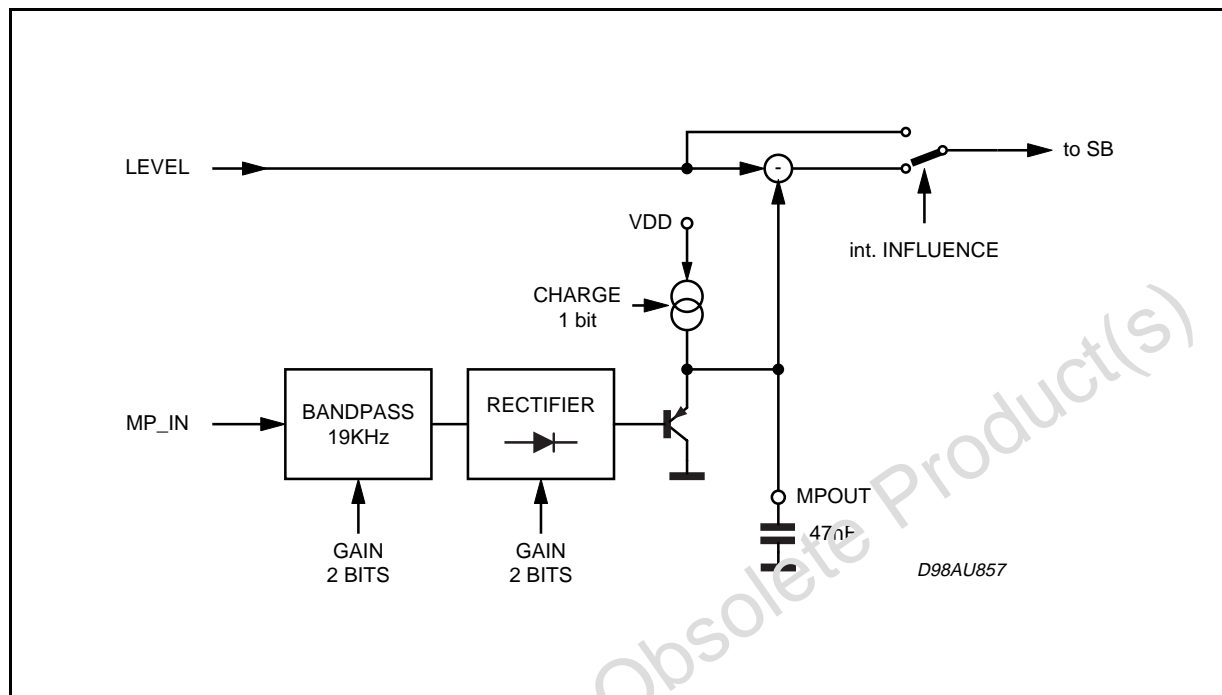 LEVEL
to SB
VDD
-
int. INFLUENCE
CHARGE
1 bit
MP_IN
BANDPASS
19KHz
RECTIFIER
MPOUT
47nF
GAIN
2 BITS
GAIN
2 BITS
D98AU857
Obsolete Product(s)